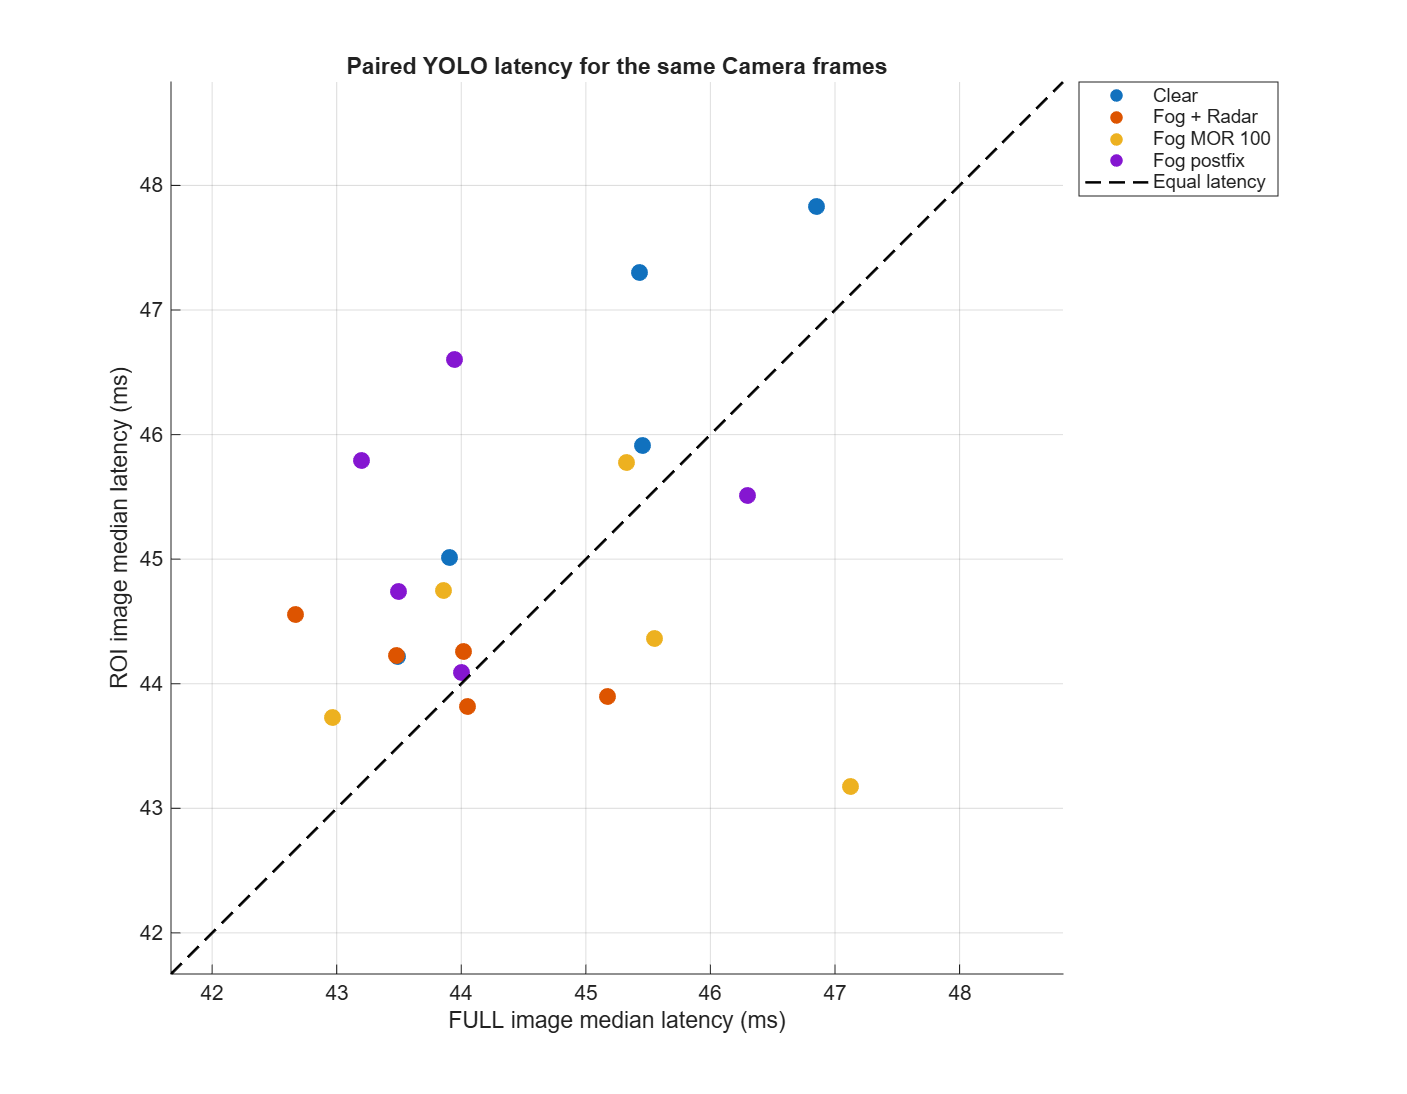 Paired YOLO latency for the same Camera frames
Clear
Fog + Radar
Fog MOR 100
Fog postfix
Equal latency
ROI image median latency (ms)
48
47
46
45
44
43
42
42 43 44 45 46 47 48
FULL image median latency (ms)